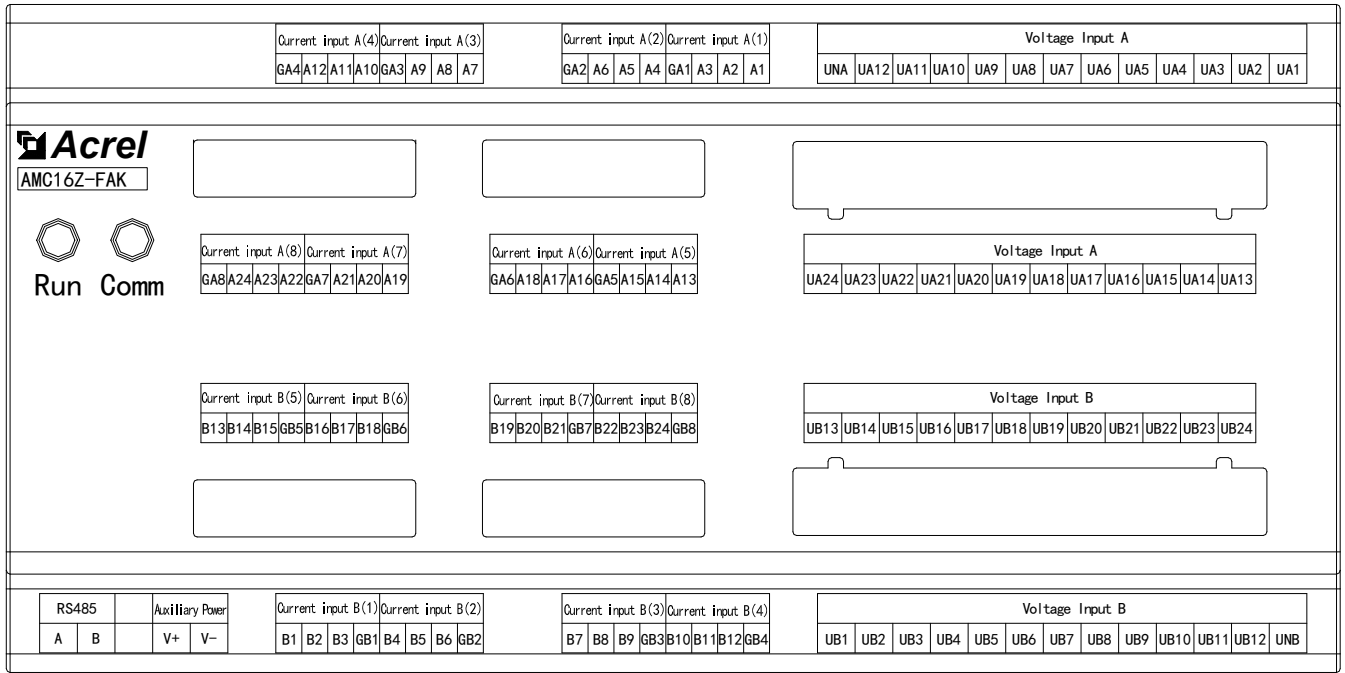 Current input A(4) Current input A(3) Current input A(2) Current input A(1) Voltage Input A
GA4 A12 A11 A10 GA3 A9 A8 A7 GA2 A6 A5 A4 GA1 A3 A2 A1 UNA UA12 UA11 UA10 UA9 UA8 UA7 UA6 UA5 UA4 UA3 UA2 UA1
Acrel
AMC16Z-FAK
Run Comm
Current input A(8) Current input A(7) Current input A(6) Current input A(5) Voltage Input A
GA8 A24 A23 A22 GA7 A21 A20 A19 GA6 A18 A17 A16 GA5 A15 A14 A13 UA24 UA23 UA22 UA21 UA20 UA19 UA18 UA17 UA16 UA15 UA14 UA13
Current input B(5) Current input B(6) Current input B(7) Current input B(8) Voltage Input B
B13 B14 B15 GB5 B16 B17 B18 GB6 B19 B20 B21 GB7 B22 B23 B24 GB8 UB13 UB14 UB15 UB16 UB17 UB18 UB19 UB20 UB21 UB22 UB23 UB24
RS485 Auxiliary Power Current input B(1) Current input B(2) Current input B(3) Current input B(4) Voltage Input B
A B V+ V- B1 B2 B3 GB1 B4 B5 B6 GB2 B7 B8 B9 GB3 B10 B11 B12 GB4 UB1 UB2 UB3 UB4 UB5 UB6 UB7 UB8 UB9 UB10 UB11 UB12 UNB